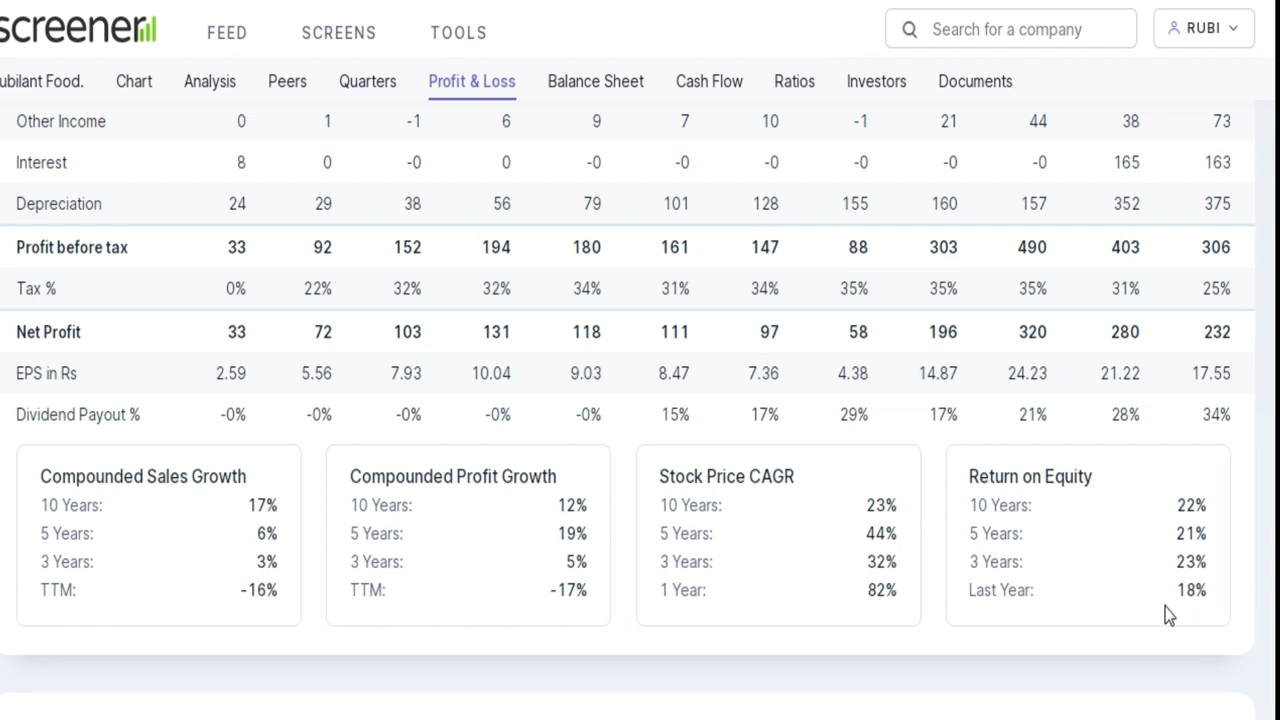 screener
FEED SCREENS TOOLS Search for a company RUBI
ubilant Food. Chart Analysis Peers Quarters Profit & Loss Balance Sheet Cash Flow Ratios Investors Documents
Other Income 0 1 -1 6 9 7 10 -1 21 44 38 73
Interest 8 0 -0 0 -0 -0 -0 -0 -0 -0 165 163
Depreciation 24 29 38 56 79 101 128 155 160 157 352 375
Profit before tax 33 92 152 194 180 161 147 88 303 490 403 306
Tax % 0% 22% 32% 32% 34% 31% 34% 35% 35% 35% 31% 25%
Net Profit 33 72 103 131 118 111 97 58 196 320 280 232
EPS in Rs 2.59 5.56 7.93 10.04 9.03 8.47 7.36 4.38 14.87 24.23 21.22 17.55
Dividend Payout % -0% -0% -0% -0% -0% 15% 17% 29% 17% 21% 28% 34%
Compounded Sales Growth
10 Years: 17%
5 Years: 6%
3 Years: 3%
TTM: -16%
Compounded Profit Growth
10 Years: 12%
5 Years: 19%
3 Years: 5%
TTM: -17%
Stock Price CAGR
10 Years: 23%
5 Years: 44%
3 Years: 32%
1 Year: 82%
Return on Equity
10 Years: 22%
5 Years: 21%
3 Years: 23%
Last Year: 18%